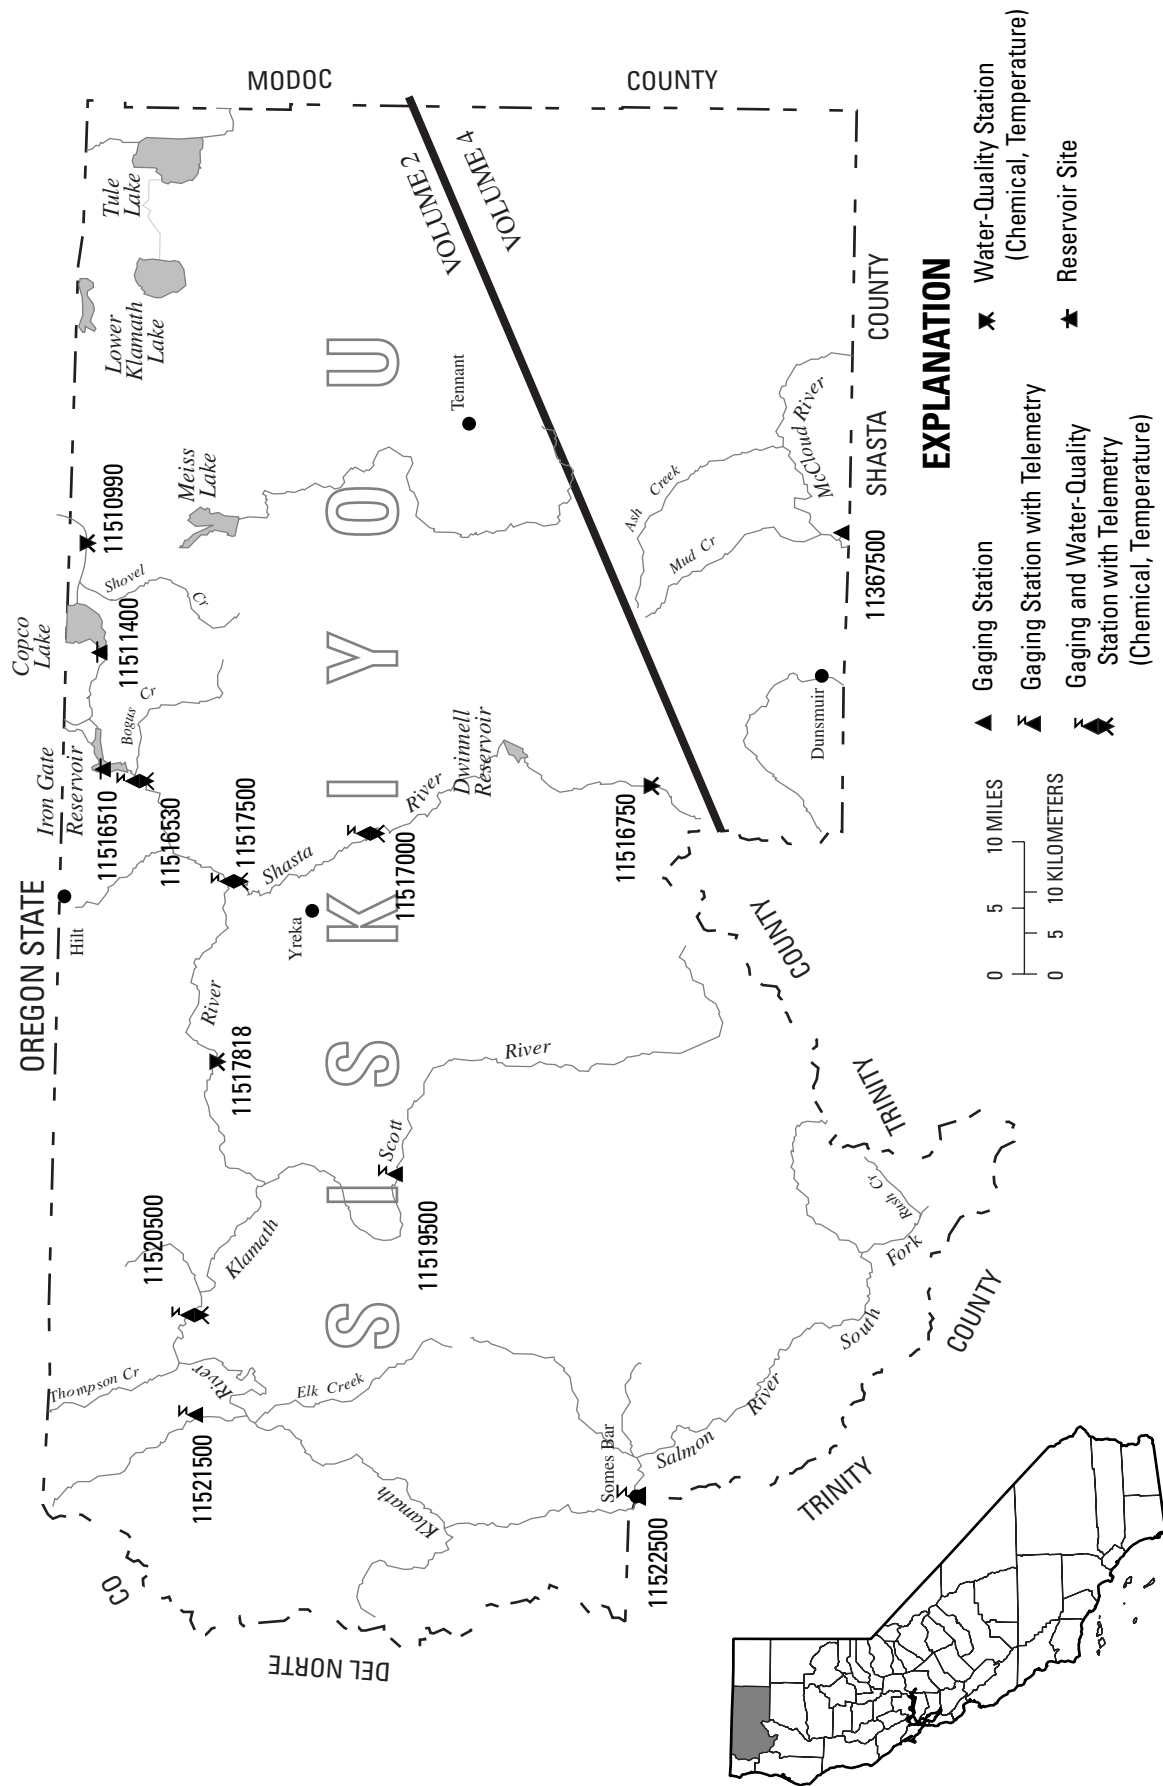 OREGON STATE
MODOC
COUNTY
Tule
Lake
Lower
Klamath
Lake
VOLUME 2
VOLUME 4
Meiss
Lake
Tennant
11510990
Shovel
Cr
Copco
Lake
11511400
Bogus Cr
Iron Gate
Reservoir
11516510
11516530
Hilt
11517500
Shasta
River
Dwinnell
Reservoir
11517000
11516750
Yreka
SISKIYOU
River
11517818
River
Scott
11519500
11520500
Klamath
Thompson Cr
River
Elk Creek
11521500
Klamath
Somes Bar
Salmon
River
South
Fork
Rush Cr
11522500
Ash Creek
Mud Cr
McCloud River
11367500
Dunsmuir
SHASTA COUNTY
TRINITY
COUNTY
TRINITY
COUNTY
DEL NORTE
CO
0 5 10 MILES
0 5 10 KILOMETERS
EXPLANATION
Gaging Station
Gaging Station with Telemetry
Gaging and Water-Quality
Station with Telemetry
(Chemical, Temperature)
Water-Quality Station
(Chemical, Temperature)
Reservoir Site